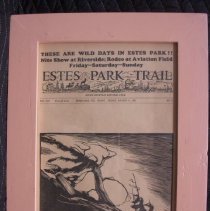 THESE ARE WILD DAYS IN ESTES PARK!!
Nite Show at Riverside; Rodeo at Aviation Field
Friday--Saturday--Sunday
ESTES PARK TRAIL